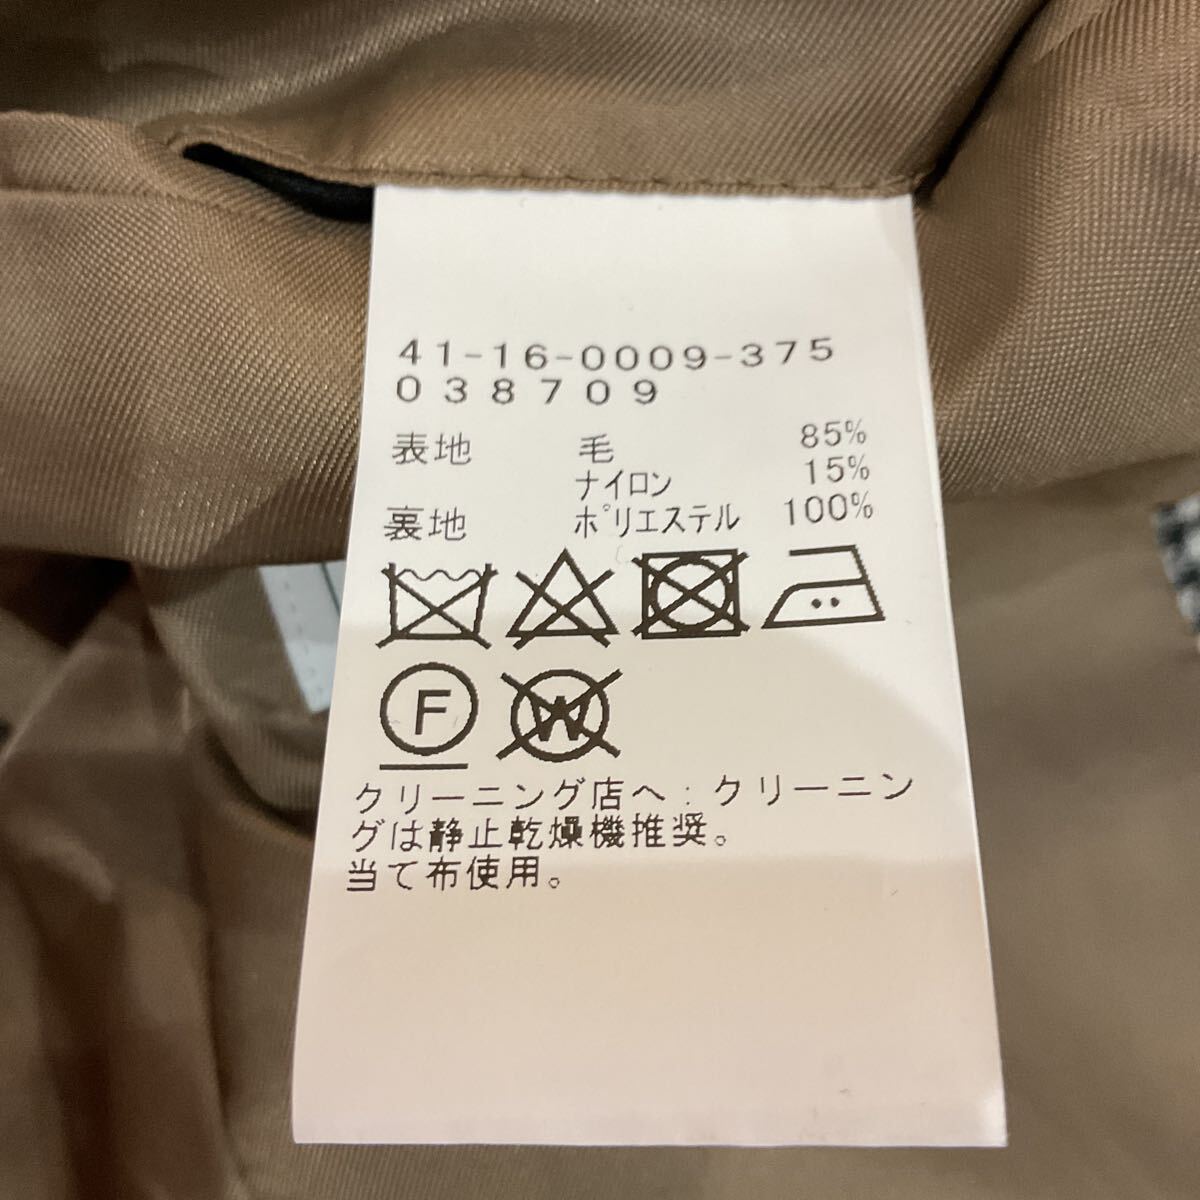 41-16-0009-375
038709
表地 毛 85%
ナイロン 15%
裏地 ポリエステル 100%
F W
クリーニング店へ:クリーニン
グは静止乾燥機推奨。
当て布使用。